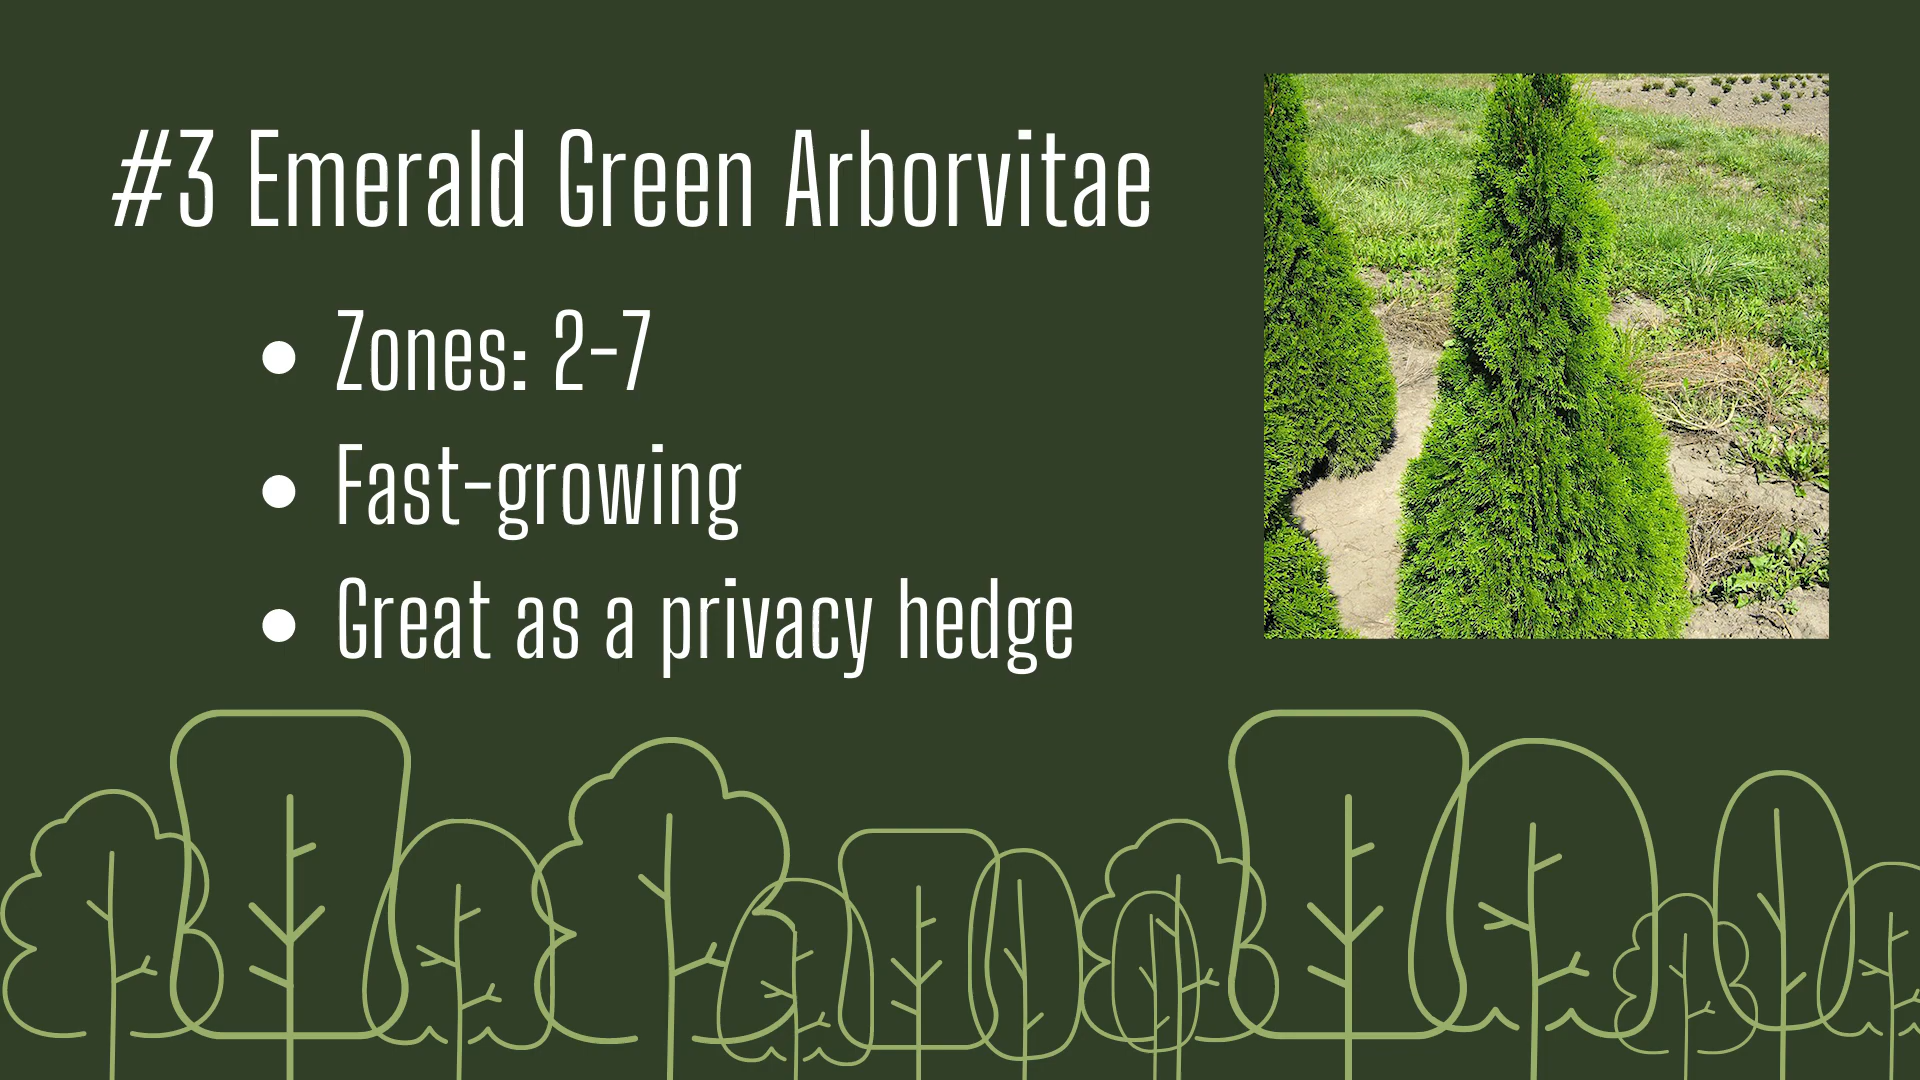 #3 Emerald Green Arborvitae
• Zones: 2-7
• Fast-growing
• Great as a privacy hedge